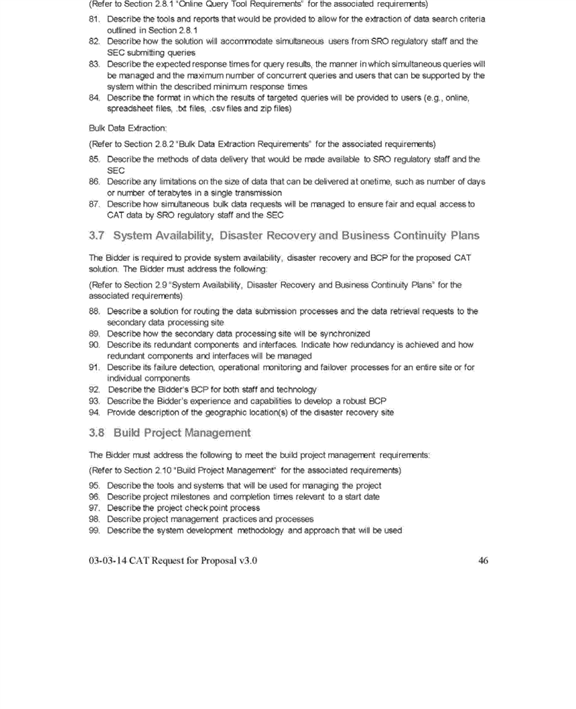 (Refer to Section 2.8.1 "Online Query Tool Requirements" for the associated requirements)
81. Describe the tools and reports that would be provided to allow for the extraction of data search criteria
outlined in Section 2.8.1
82. Describe how the solution will accommodate simultaneous users from SRO regulatory staff and the
SEC submitting queries
83. Describe the expected response times for query results, the manner in which simultaneous queries will
be managed and the maximum number of concurrent queries and users that can be supported by the
system within the described minimum response times
84. Describe the format in which the results of targeted queries will be provided to users (e.g., online,
spreadsheet files, .txt files, .csv files and zip files)
Bulk Data Extraction:
(Refer to Section 2.8.2 "Bulk Data Extraction Requirements" for the associated requirements)
85. Describe the methods of data delivery that would be made available to SRO regulatory staff and the
SEC
86. Describe any limitations on the size of data that can be delivered at onetime, such as number of days
or number of terabytes in a single transmission
87. Describe how simultaneous bulk data requests will be managed to ensure fair and equal access to
CAT data by SRO regulatory staff and the SEC
3.7 System Availability, Disaster Recovery and Business Continuity Plans
The Bidder is required to provide system availability, disaster recovery and BCP for the proposed CAT
solution. The Bidder must address the following:
(Refer to Section 2.9 "System Availability, Disaster Recovery and Business Continuity Plans" for the
associated requirements)
88. Describe a solution for routing the data submission processes and the data retrieval requests to the
secondary data processing site
89. Describe how the secondary data processing site will be synchronized
90. Describe its redundant components and interfaces. Indicate how redundancy is achieved and how
redundant components and interfaces will be managed
91. Describe its failure detection, operational monitoring and failover processes for an entire site or for
individual components
92. Describe the Bidder's BCP for both staff and technology
93. Describe the Bidder's experience and capabilities to develop a robust BCP
94. Provide description of the geographic location(s) of the disaster recovery site
3.8 Build Project Management
The Bidder must address the following to meet the build project management requirements:
(Refer to Section 2.10 "Build Project Management" for the associated requirements)
95. Describe the tools and systems that will be used for managing the project
96. Describe project milestones and completion times relevant to a start date
97. Describe the project check point process
98. Describe project management practices and processes
99. Describe the system development methodology and approach that will be used
03-03-14 CAT Request for Proposal v3.0 46